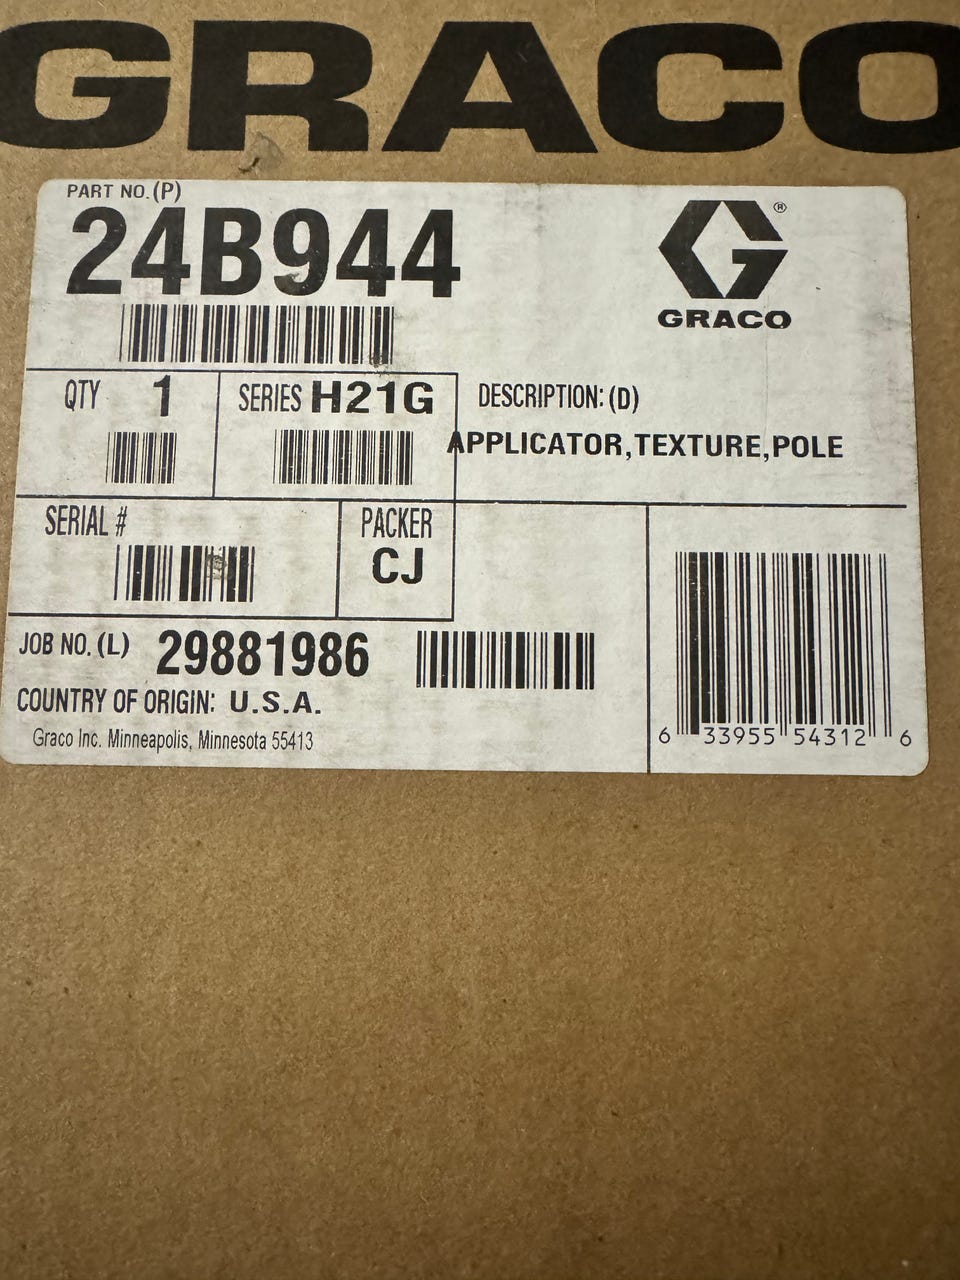 GRACO
PART NO. (P)
24B944
®
GRACO
QTY 1
SERIES H21G
DESCRIPTION: (D)
APPLICATOR,TEXTURE,POLE
SERIAL #
PACKER
CJ
JOB NO. (L) 29881986
COUNTRY OF ORIGIN: U.S.A.
Graco Inc. Minneapolis, Minnesota 55413
6 33955 54312 6